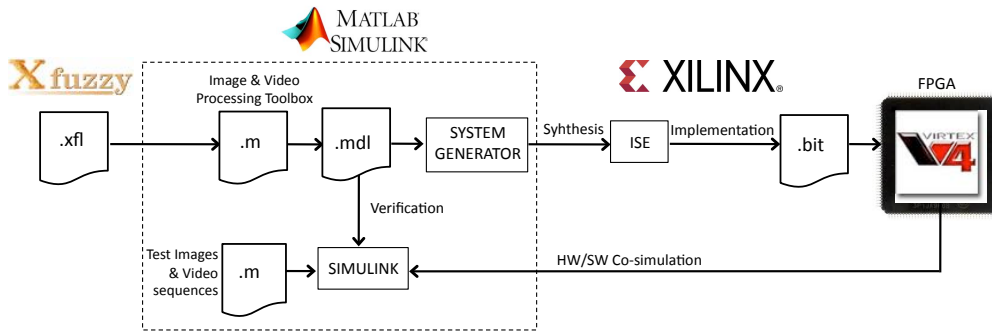 MATLAB®
SIMULINK®
Xfuzzy
XILINX®
FPGA
Image & Video
Processing Toolbox
.xfl
.m
.mdl
SYSTEM
GENERATOR
Syhthesis
ISE
Implementation
.bit
VIRTEX
V4
Verification
Test Images
& Video
sequences
.m
SIMULINK
HW/SW Co-simulation